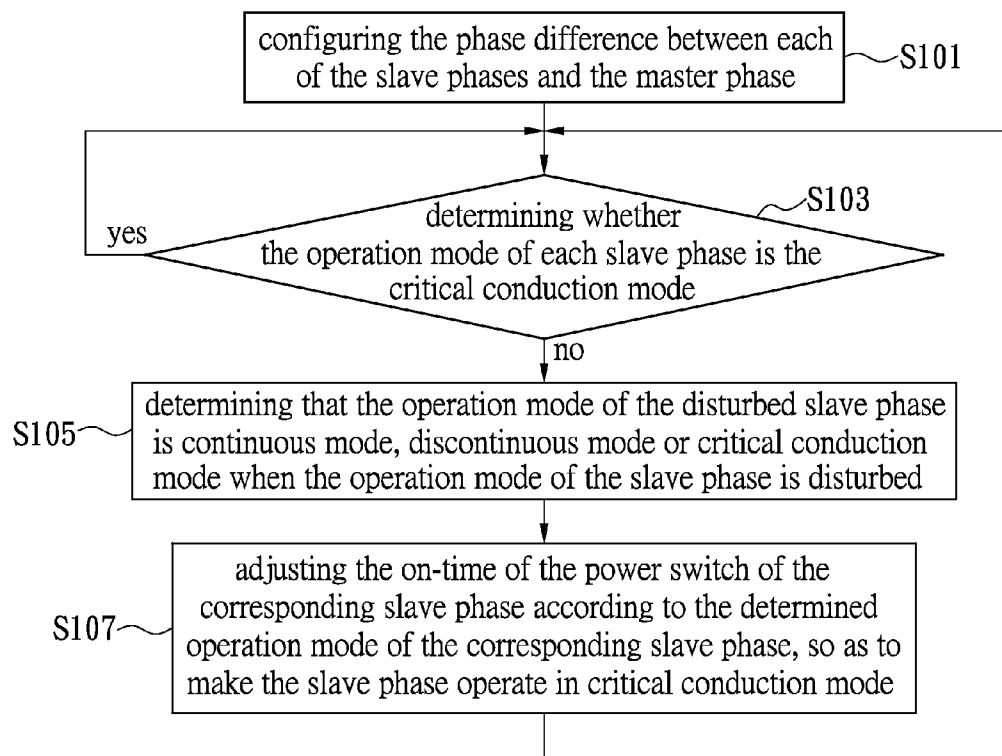 configuring the phase difference between each
of the slave phases and the master phase
S101
determining whether
the operation mode of each slave phase is the
critical conduction mode
S103
yes
no
determining that the operation mode of the disturbed slave phase
is continuous mode, discontinuous mode or critical conduction
mode when the operation mode of the slave phase is disturbed
S105
adjusting the on-time of the power switch of the
corresponding slave phase according to the determined
operation mode of the corresponding slave phase, so as to
make the slave phase operate in critical conduction mode
S107